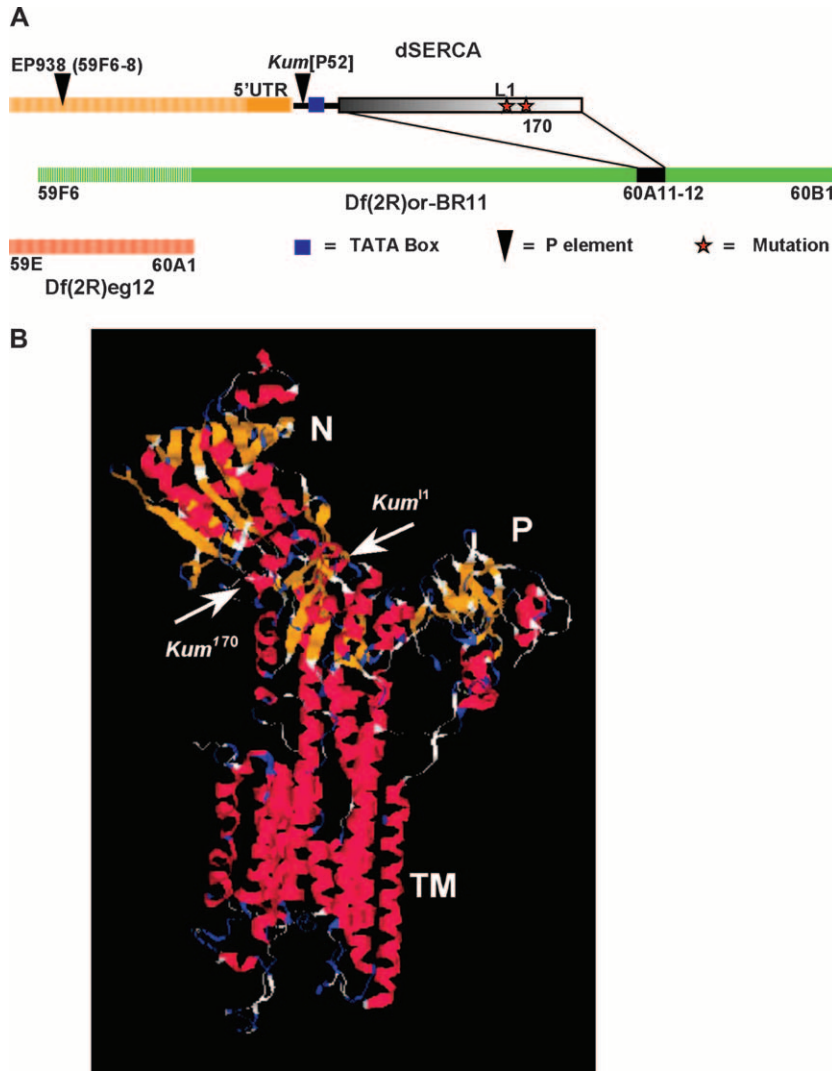 A
EP938 (59F6-8)
Kum[P52]
dSERCA
5'UTR
L1
170
59F6
Df(2R)or-BR11
60A11-12
60B1
59E
60A1
Df(2R)eg12
= TATA Box
= P element
= Mutation
B
N
Kum^l1
P
Kum^170
TM